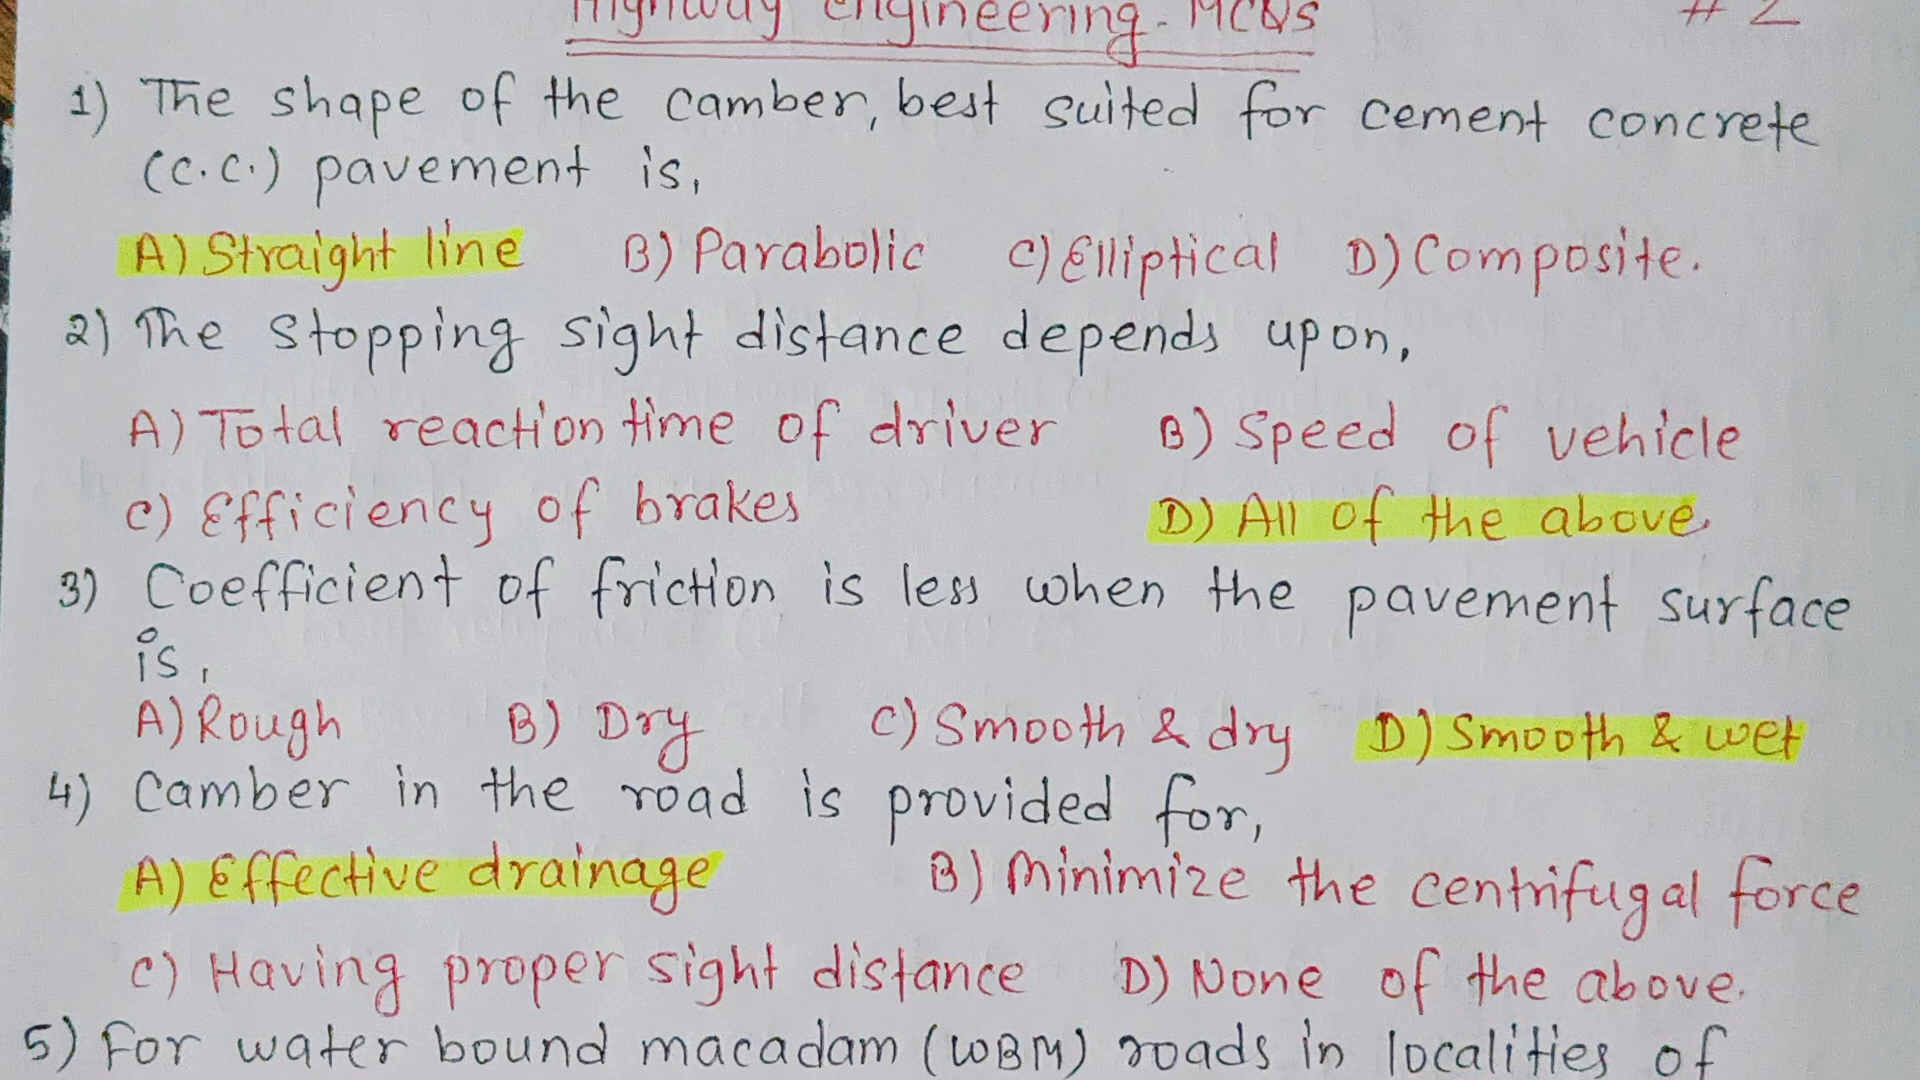 Highway Engineering - MCQs # 2
1) The shape of the camber, best suited for cement concrete
(c.c.) pavement is,
A) Straight line B) Parabolic C) Elliptical D) Composite.
2) The stopping sight distance depends upon,
A) Total reaction time of driver B) Speed of vehicle
C) Efficiency of brakes D) All of the above.
3) Coefficient of friction is less when the pavement surface
is,
A) Rough B) Dry C) Smooth & dry D) Smooth & wet
4) Camber in the road is provided for,
A) Effective drainage B) Minimize the centrifugal force
C) Having proper sight distance D) None of the above.
5) For water bound macadam (WBM) roads in localities of